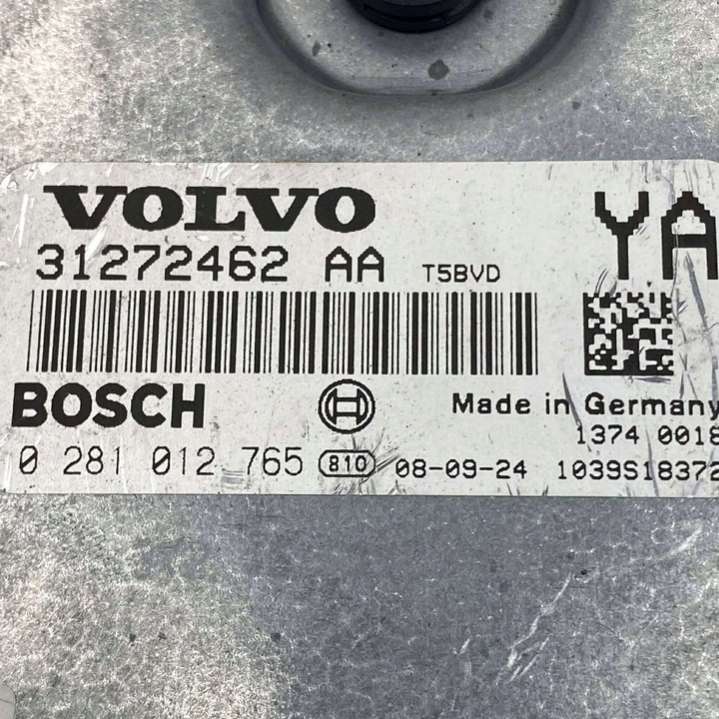 VOLVO
31272462 AA T5BVD
YA
BOSCH
Made in Germany
1374 0018
0 281 012 765 810 08-09-24 1039S18372